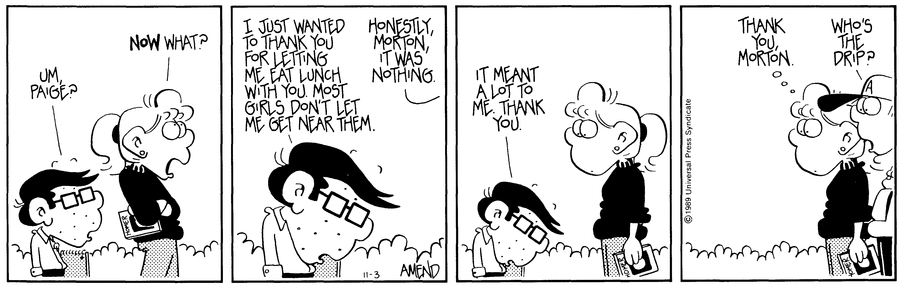 UM,
PAIGE?
NOW WHAT?
I JUST WANTED
TO THANK YOU
FOR LETTING
ME EAT LUNCH
WITH YOU. MOST
GIRLS DON'T LET
ME GET NEAR THEM.
HONESTLY,
MORTON,
IT WAS
NOTHING.
11-3
AMEND
IT MEANT
A LOT TO
ME. THANK
YOU.
©1989 Universal Press Syndicate
THANK
YOU,
MORTON.
WHO'S
THE
DRIP?
A